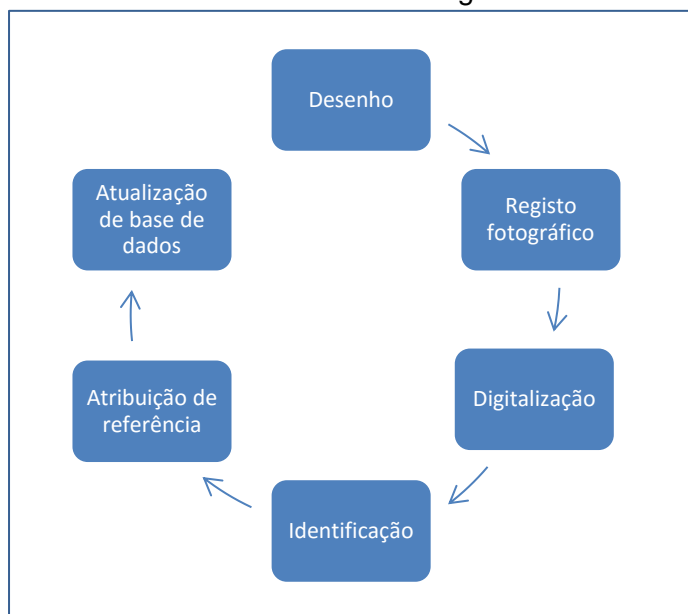 Desenho
Registo
fotográfico
Digitalização
Identificação
Atribuição de
referência
Atualização
de base de
dados